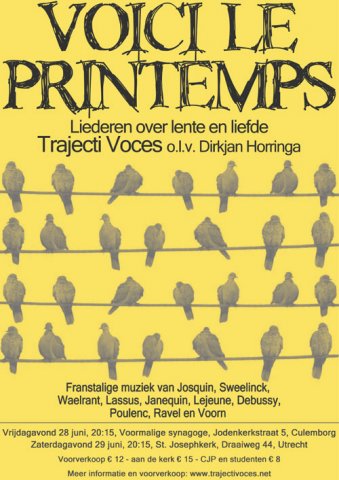 VOICI LE
PRINTEMPS
Liederen over lente en liefde
Trajecti Voces o.l.v. Dirkjan Horringa
Franstalige muziek van Josquin, Sweelinck,
Waelrant, Lassus, Janequin, Lejeune, Debussy,
Poulenc, Ravel en Voorn
Vrijdagavond 28 juni, 20:15, Voormalige synagoge, Jodenkerkstraat 5, Culemborg
Zaterdagavond 29 juni, 20:15, St. Josephkerk, Draaiweg 44, Utrecht
Voorverkoop € 12 - aan de kerk € 15 - CJP en studenten € 8
Meer informatie en voorverkoop: www.trajectivoces.net